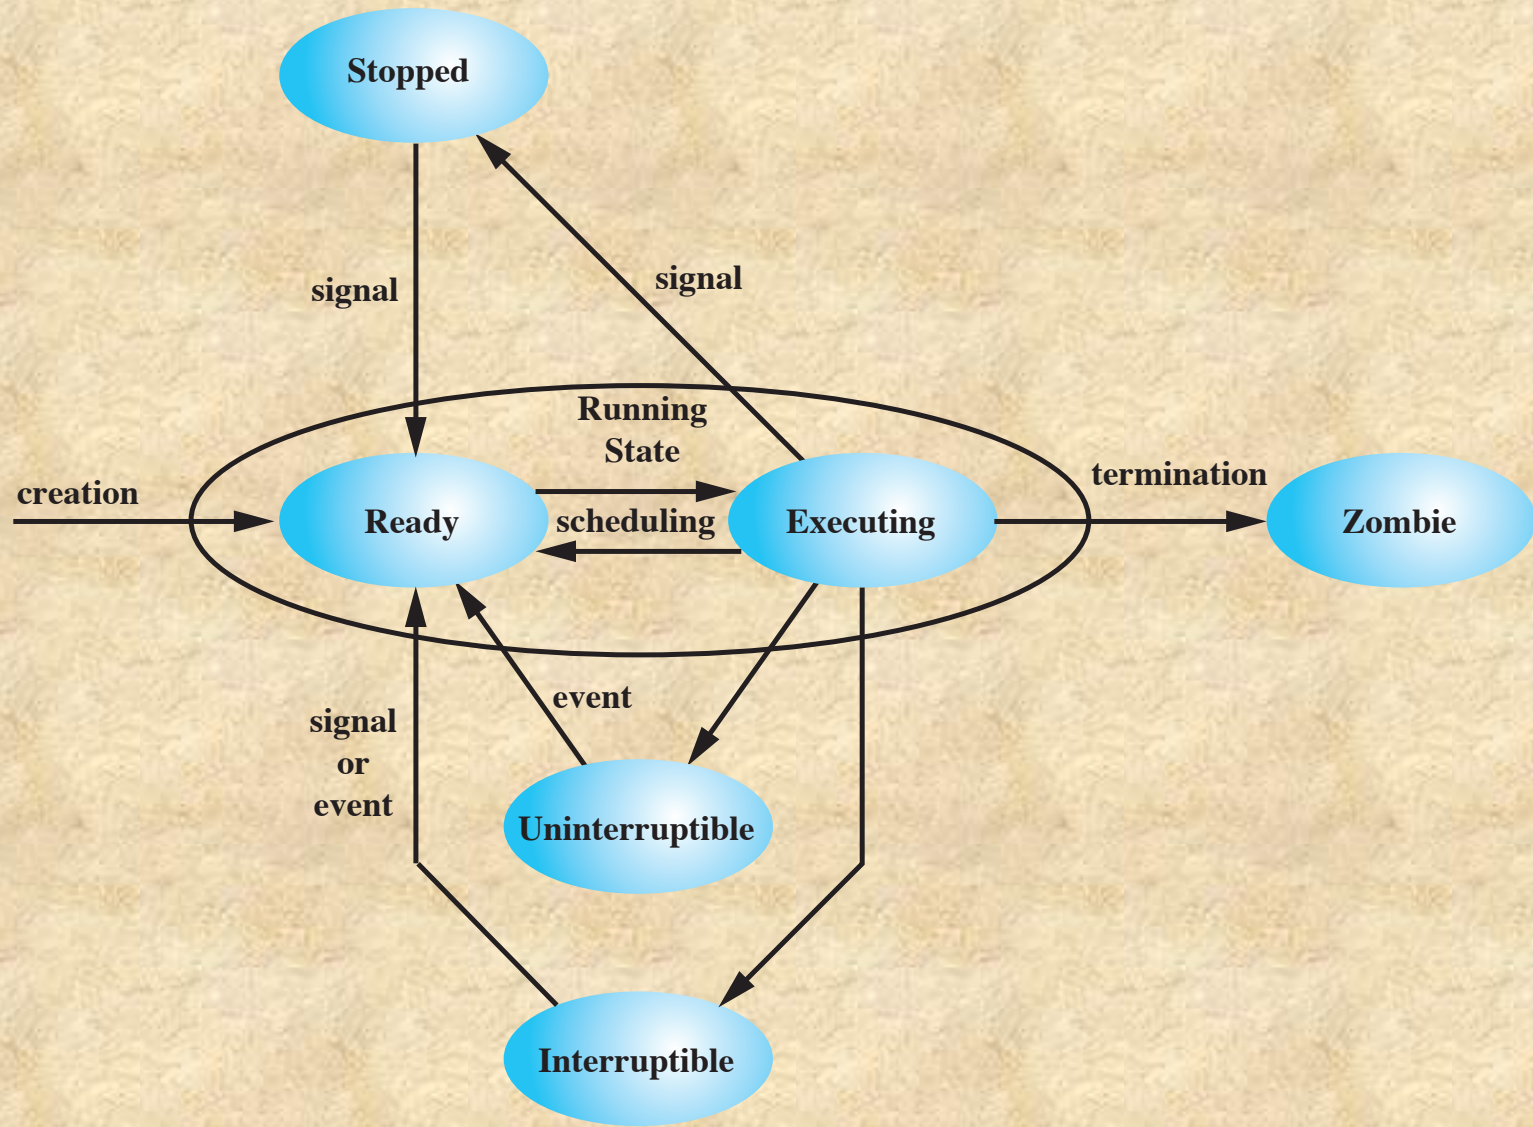 Stopped
signal
signal
Running
State
creation
Ready
scheduling
Executing
termination
Zombie
event
signal
or
event
Uninterruptible
Interruptible